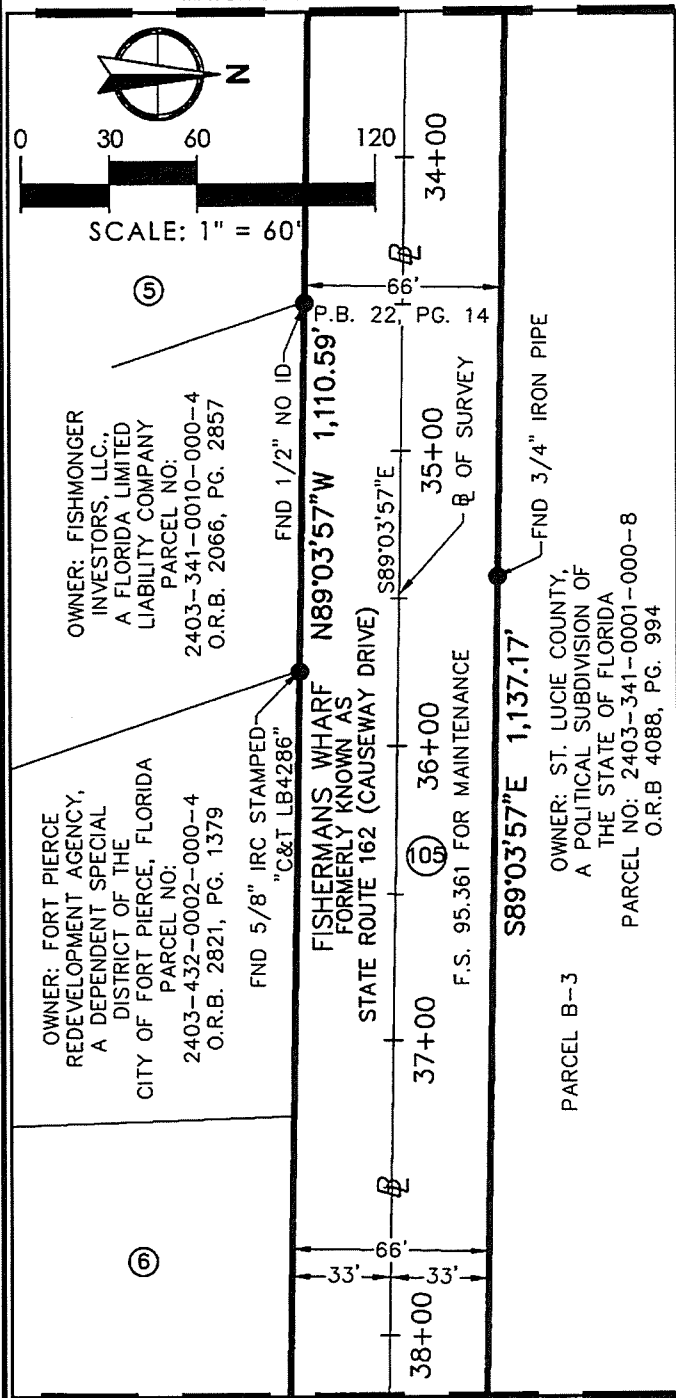 N
0 30 60 120
SCALE: 1" = 60'
5
OWNER: FISHMONGER
INVESTORS, LLC.,
A FLORIDA LIMITED
LIABILITY COMPANY
PARCEL NO:
2403-341-0010-000-4
O.R.B. 2066, PG. 2857
OWNER: FORT PIERCE
REDEVELOPMENT AGENCY,
A DEPENDENT SPECIAL
DISTRICT OF THE
CITY OF FORT PIERCE, FLORIDA
PARCEL NO:
2403-432-0002-000-4
O.R.B. 2821, PG. 1379
6
FND 1/2" NO ID
FND 5/8" IRC STAMPED
"C&T LB4286"
N89°03'57"W 1,110.59'
FISHERMANS WHARF
FORMERLY KNOWN AS
STATE ROUTE 162 (CAUSEWAY DRIVE)
66'
P.B. 22, PG. 14
S89°03'57"E
BL OF SURVEY
BL
34+00
35+00
36+00
37+00
38+00
105
F.S. 95.361 FOR MAINTENANCE
BL
66'
33'
33'
S89°03'57"E 1,137.17'
FND 3/4" IRON PIPE
OWNER: ST. LUCIE COUNTY,
A POLITICAL SUBDIVISION OF
THE STATE OF FLORIDA
PARCEL NO: 2403-341-0001-000-8
O.R.B 4088, PG. 994
PARCEL B-3